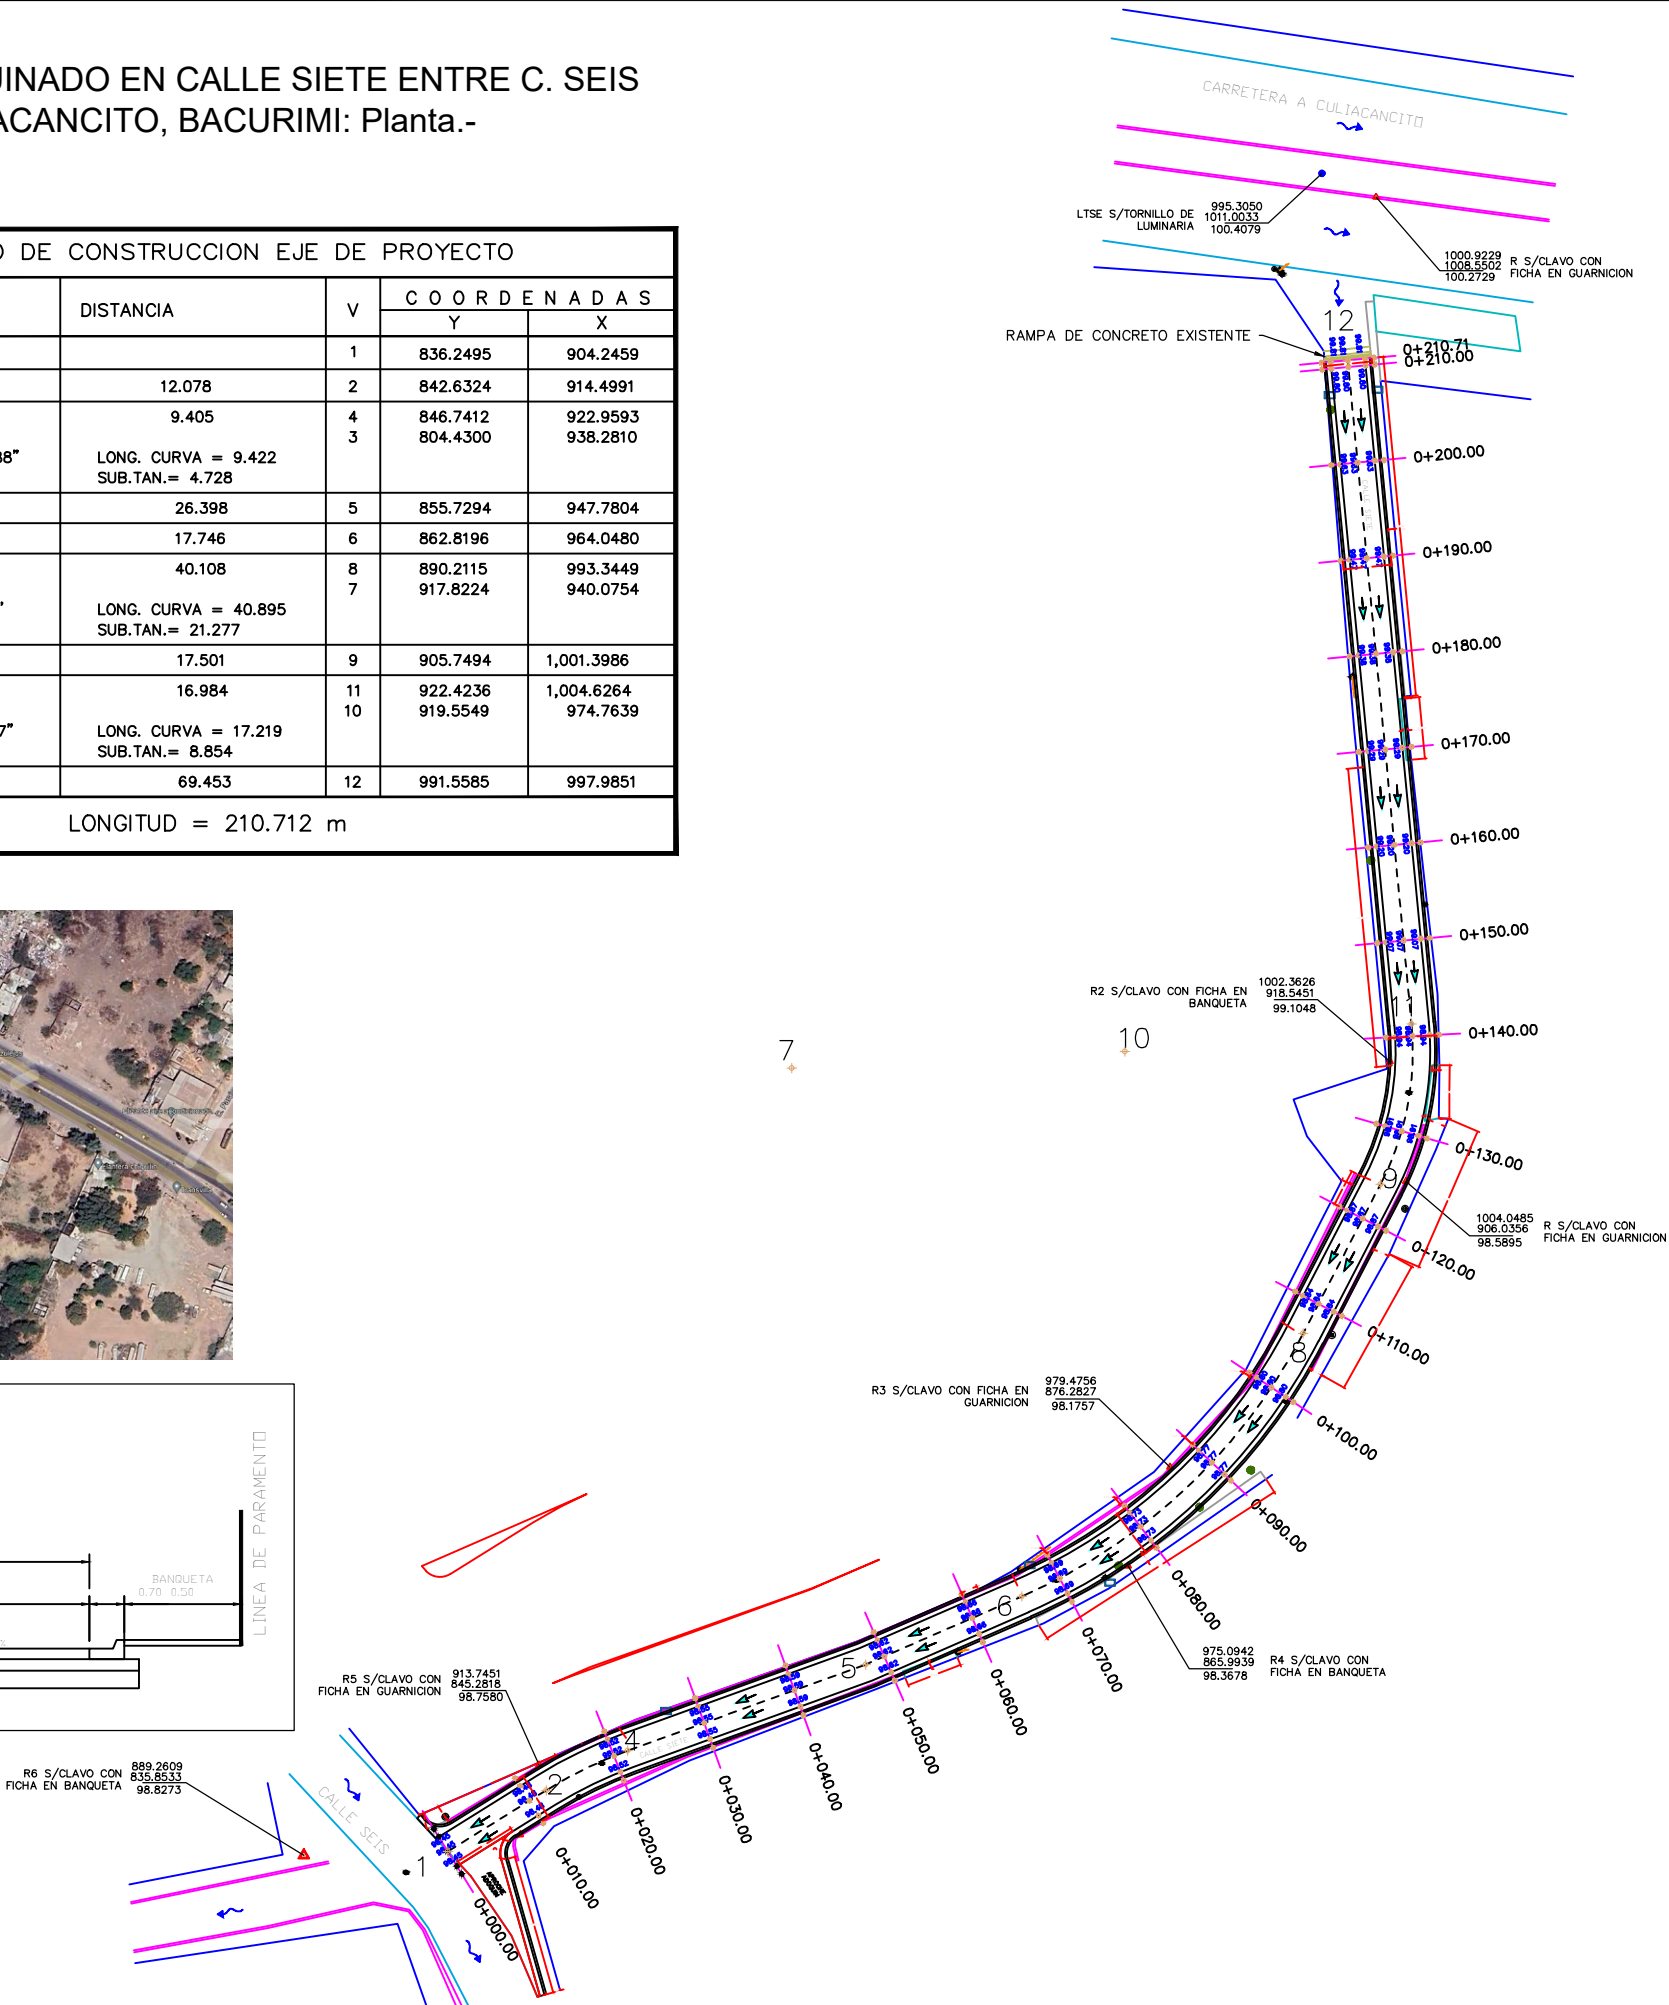 UINADO EN CALLE SIETE ENTRE C. SEIS
ACANCITO, BACURIMI: Planta.-
O DE CONSTRUCCION EJE DE PROYECTO
DISTANCIA V C O O R D E N A D A S
Y X
1 836.2495 904.2459
12.078 2 842.6324 914.4991
9.405 4 846.7412 922.9593
3 804.4300 938.2810
38" LONG. CURVA = 9.422
SUB.TAN.= 4.728
26.398 5 855.7294 947.7804
17.746 6 862.8196 964.0480
40.108 8 890.2115 993.3449
7 917.8224 940.0754
" LONG. CURVA = 40.895
SUB.TAN.= 21.277
17.501 9 905.7494 1,001.3986
16.984 11 922.4236 1,004.6264
10 919.5549 974.7639
7" LONG. CURVA = 17.219
SUB.TAN.= 8.854
69.453 12 991.5585 997.9851
LONGITUD = 210.712 m
CARRETERA A CULIACANCITO
LTSE S/TORNILLO DE
LUMINARIA
995.3050
1011.0033
100.4079
1000.9229
1008.5502
100.2729
R S/CLAVO CON
FICHA EN GUARNICION
12
RAMPA DE CONCRETO EXISTENTE
0+210.71
0+210.00
0+200.00
0+190.00
0+180.00
0+170.00
0+160.00
0+150.00
R2 S/CLAVO CON FICHA EN
BANQUETA
1002.3626
918.5451
99.1048
11
0+140.00
7
10
0+130.00
9
1004.0485
906.0356
98.5895
R S/CLAVO CON
FICHA EN GUARNICION
0+120.00
0+110.00
8
R3 S/CLAVO CON FICHA EN
GUARNICION
979.4756
876.2827
98.1757
0+100.00
0+090.00
0+080.00
6
0+070.00
975.0942
865.9939
98.3678
R4 S/CLAVO CON
FICHA EN BANQUETA
5
0+060.00
0+050.00
R5 S/CLAVO CON
FICHA EN GUARNICION
913.7451
845.2818
98.7580
4
CALLE SIETE
0+040.00
0+030.00
2
0+020.00
0+010.00
R6 S/CLAVO CON
FICHA EN BANQUETA
889.2609
835.8533
98.8273
CALLE SEIS
1
0+000.00
BANQUETA
0.70 0.50
LINEA DE PARAMENTO